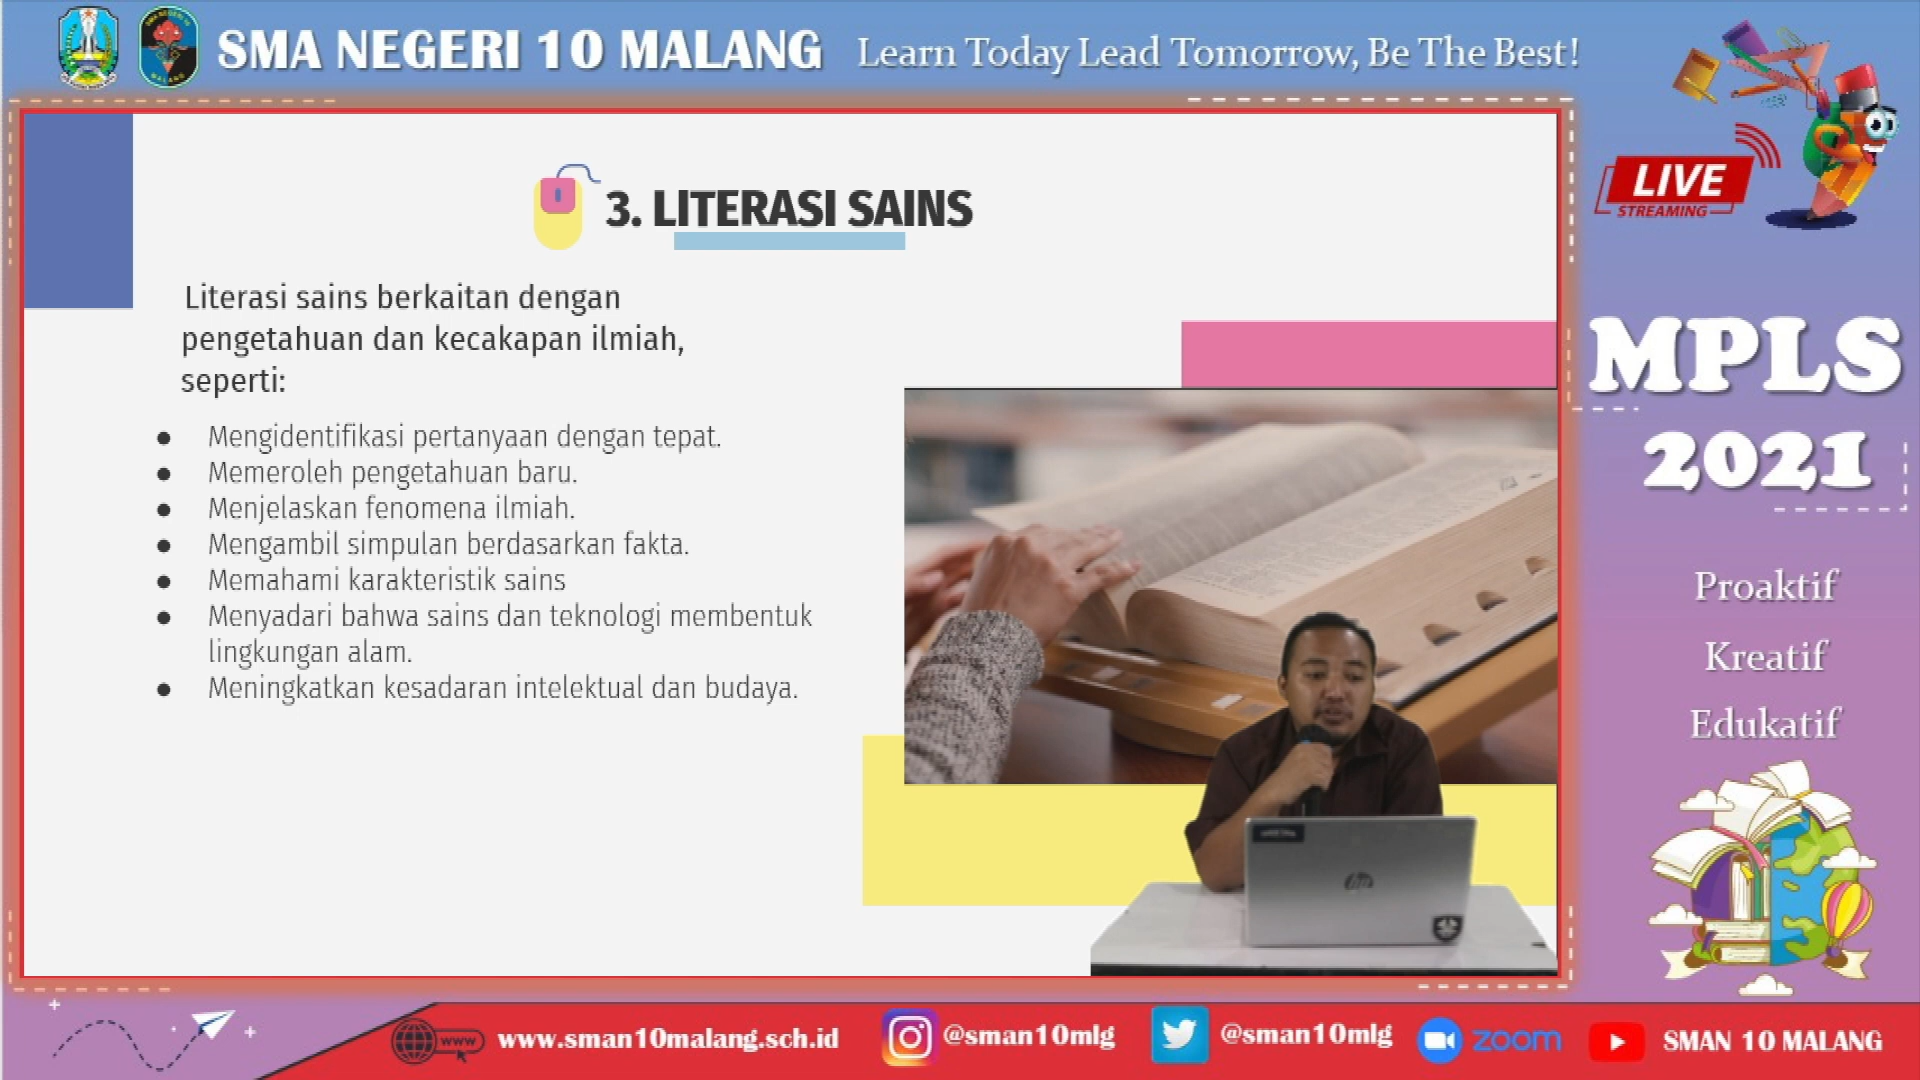 SMA NEGERI 10 MALANG
Learn Today Lead Tomorrow, Be The Best!
LIVE
STREAMING
3. LITERASI SAINS
Literasi sains berkaitan dengan
pengetahuan dan kecakapan ilmiah,
seperti:
● Mengidentifikasi pertanyaan dengan tepat.
● Memeroleh pengetahuan baru.
● Menjelaskan fenomena ilmiah.
● Mengambil simpulan berdasarkan fakta.
● Memahami karakteristik sains
● Menyadari bahwa sains dan teknologi membentuk
lingkungan alam.
● Meningkatkan kesadaran intelektual dan budaya.
hp
MPLS
2021
Proaktif
Kreatif
Edukatif
WWW
www.sman10malang.sch.id
@sman10mlg
@sman10mlg
zoom
SMAN 10 MALANG